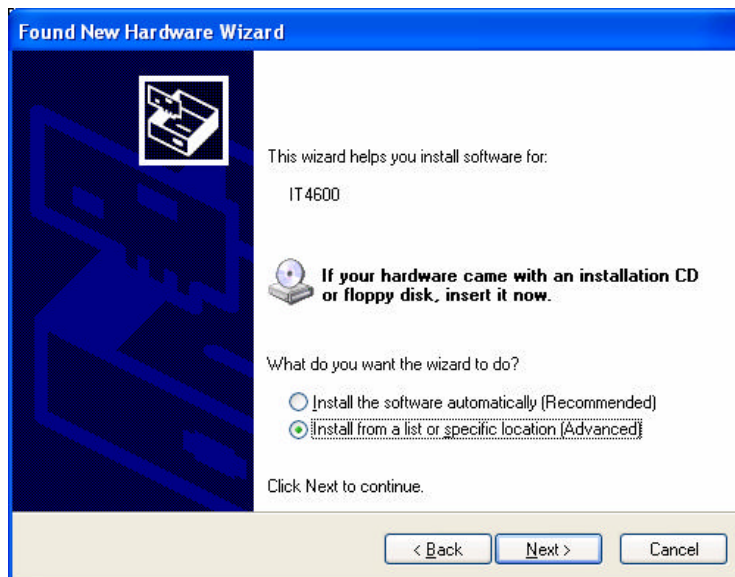 Found New Hardware Wizard
This wizard helps you install software for:
IT4600
If your hardware came with an installation CD
or floppy disk, insert it now.
What do you want the wizard to do?
Install the software automatically (Recommended)
Install from a list or specific location (Advanced)
Click Next to continue.
< Back
Next >
Cancel